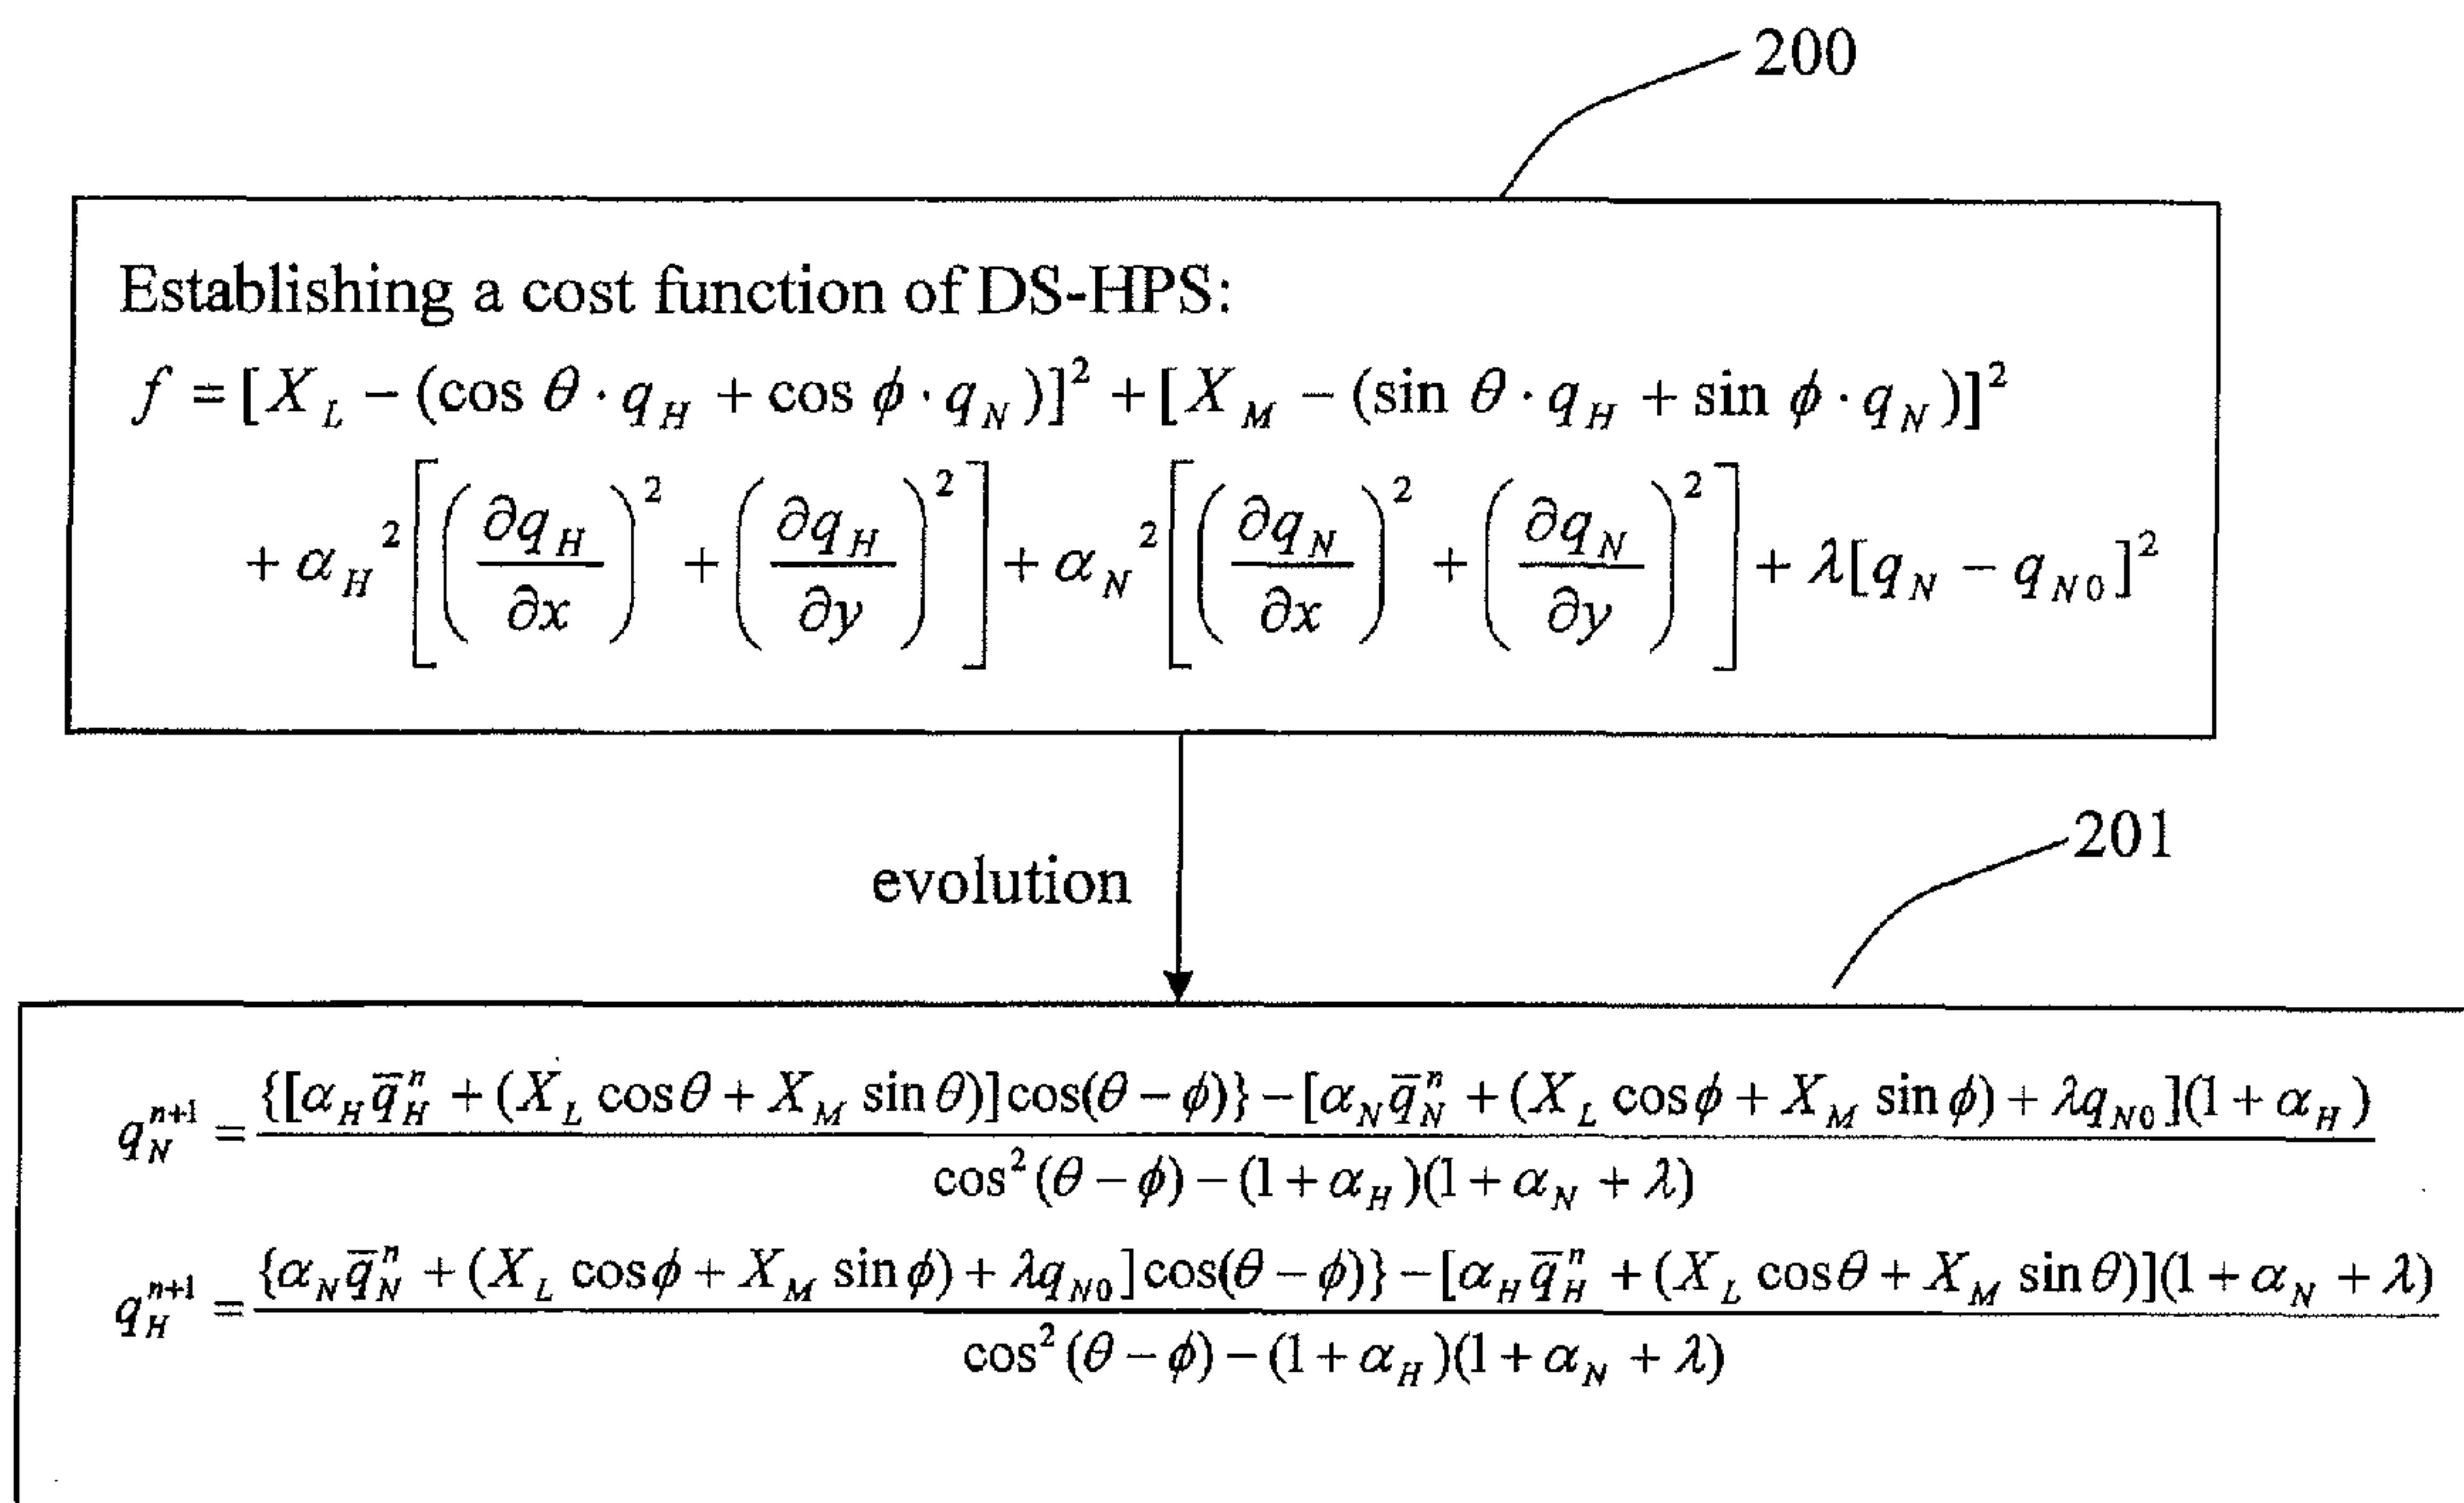 200
Establishing a cost function of DS-HPS:
f = [X_L − (cos θ · q_H + cos ϕ · q_N)]² + [X_M − (sin θ · q_H + sin ϕ · q_N)]²
+ α_H² [(∂q_H/∂x)² + (∂q_H/∂y)²] + α_N² [(∂q_N/∂x)² + (∂q_N/∂y)²] + λ[q_N − q_N0]²
evolution
201
q_N^{n+1} = ({[α_H q̅_H^n + (X_L cosθ + X_M sinθ)]cos(θ − ϕ)} − [α_N q̅_N^n + (X_L cosϕ + X_M sinϕ) + λq_N0](1 + α_H)) / (cos²(θ − ϕ) − (1 + α_H)(1 + α_N + λ))
q_H^{n+1} = ({α_N q̅_N^n + (X_L cosϕ + X_M sinϕ) + λq_N0]cos(θ − ϕ)} − [α_H q̅_H^n + (X_L cosθ + X_M sinθ)](1 + α_N + λ)) / (cos²(θ − ϕ) − (1 + α_H)(1 + α_N + λ))